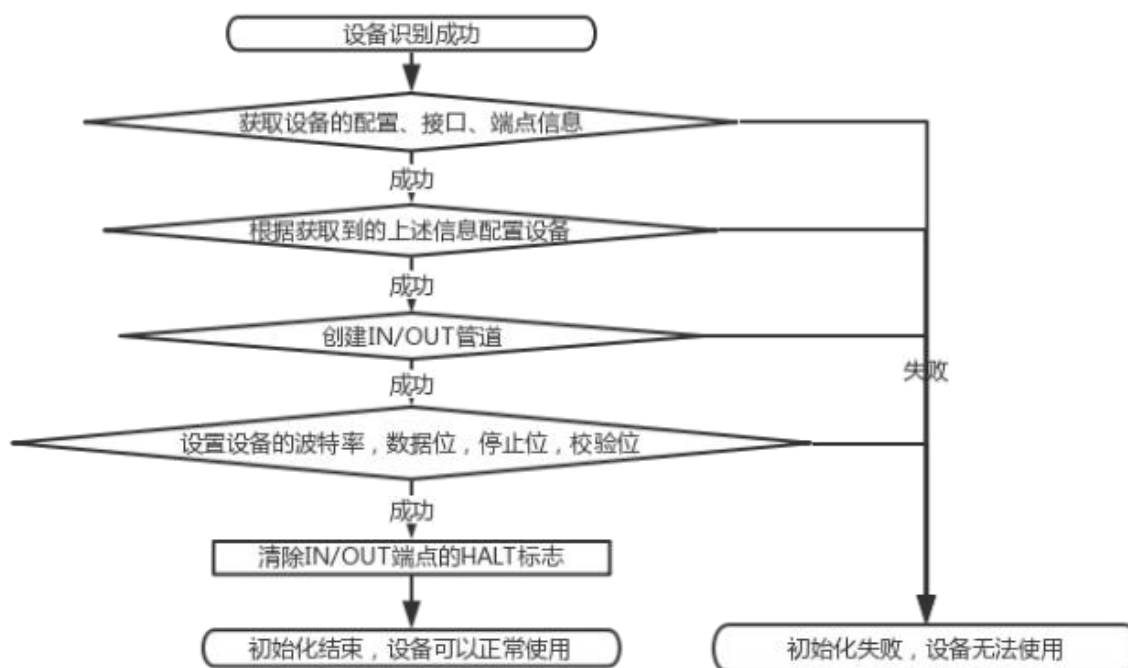 设备识别成功
获取设备的配置、接口、端点信息
成功
根据获取到的上述信息配置设备
成功
创建IN/OUT管道
成功
失败
设置设备的波特率，数据位，停止位，校验位
成功
清除IN/OUT端点的HALT标志
初始化结束，设备可以正常使用
初始化失败，设备无法使用